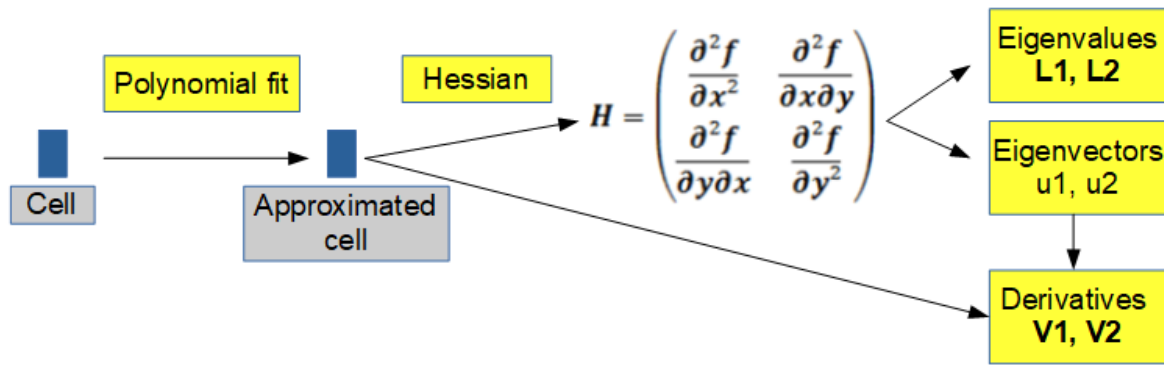 Polynomial fit
Cell
Approximated
cell
Hessian
H = ( ∂²f/∂x² ∂²f/∂x∂y
∂²f/∂y∂x ∂²f/∂y² )
Eigenvalues
L1, L2
Eigenvectors
u1, u2
Derivatives
V1, V2